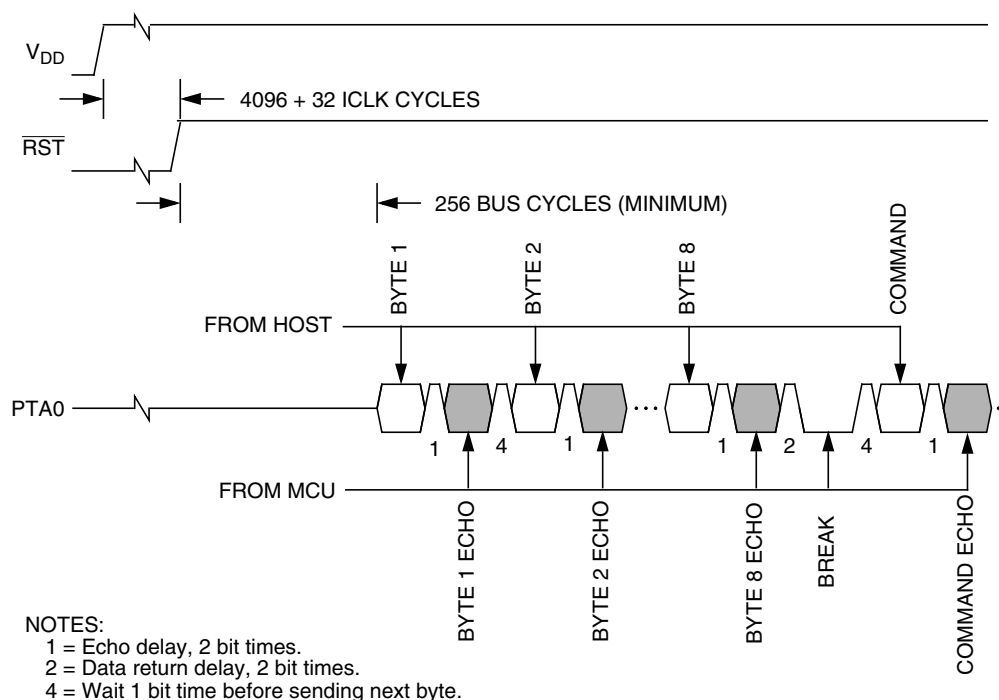 VDD
4096 + 32 ICLK CYCLES
RST
256 BUS CYCLES (MINIMUM)
BYTE 1
BYTE 2
BYTE 8
COMMAND
FROM HOST
PTA0
1
4
1
1
2
4
1
FROM MCU
BYTE 1 ECHO
BYTE 2 ECHO
BYTE 8 ECHO
BREAK
COMMAND ECHO
NOTES:
1 = Echo delay, 2 bit times.
2 = Data return delay, 2 bit times.
4 = Wait 1 bit time before sending next byte.